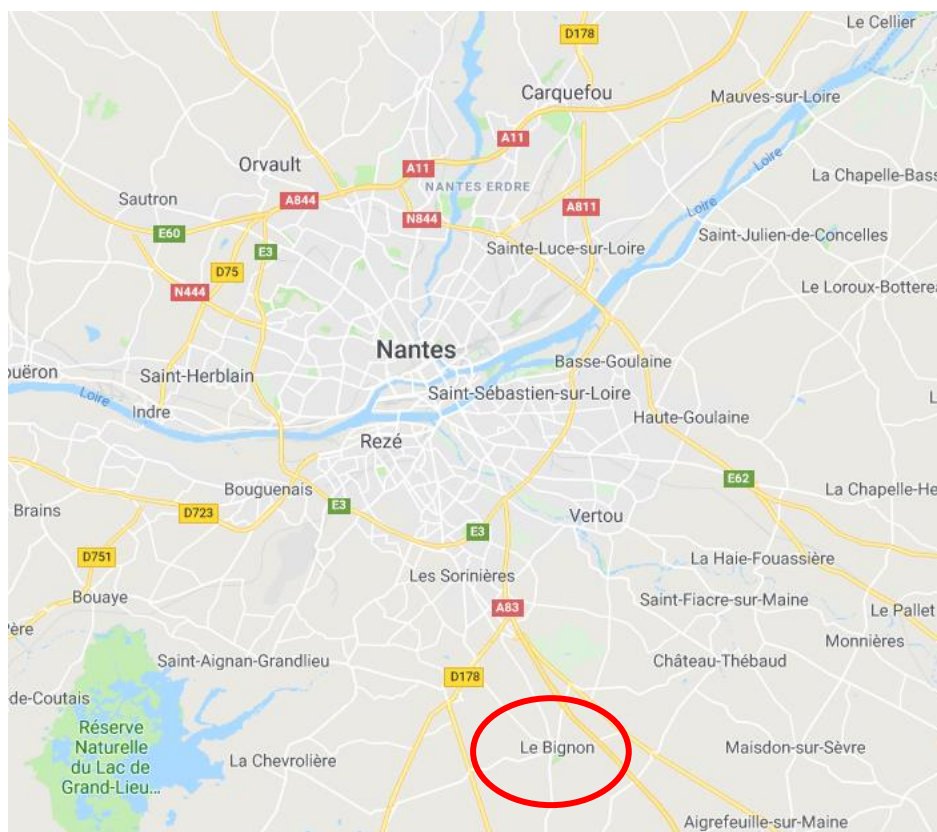 Le Cellier
D178
Carquefou
Mauves-sur-Loire
A11
Orvault
A11
Loire
NANTES ERDRE
La Chapelle-Bass
Sautron
A844
A811
Loire
N844
E60
Sainte-Luce-sur-Loire
Saint-Julien-de-Concelles
E3
D75
N444
Le Loroux-Botterea
Nantes
Basse-Goulaine
ouëron
Saint-Herblain
Saint-Sébastien-sur-Loire
Loire
L
Indre
Haute-Goulaine
Rezé
E62
Bouguenais
La Chapelle-He
Brains
D723
E3
Vertou
E3
D751
La Haie-Fouassière
Les Sorinières
Bouaye
Saint-Fiacre-sur-Maine
A83
Le Pallet
Père
Monnières
Saint-Aignan-Grandlieu
Château-Thébaud
D178
-de-Coutais
Réserve
Naturelle
du Lac de
Grand-Lieu...
La Chevrolière
Le Bignon
Maisdon-sur-Sèvre
Aigrefeuille-sur-Maine